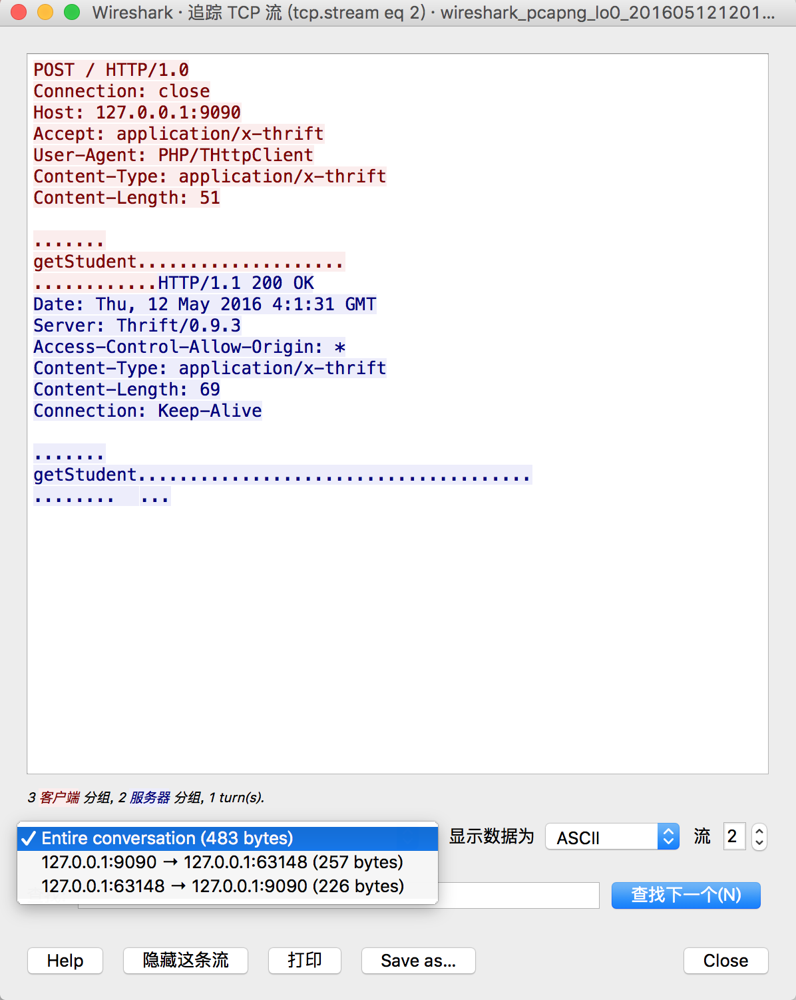 Wireshark · 追踪 TCP 流 (tcp.stream eq 2) · wireshark_pcapng_lo0_201605121201...
POST / HTTP/1.0
Connection: close
Host: 127.0.0.1:9090
Accept: application/x-thrift
User-Agent: PHP/THttpClient
Content-Type: application/x-thrift
Content-Length: 51
.......
getStudent....................
............HTTP/1.1 200 OK
Date: Thu, 12 May 2016 4:1:31 GMT
Server: Thrift/0.9.3
Access-Control-Allow-Origin: *
Content-Type: application/x-thrift
Content-Length: 69
Connection: Keep-Alive
.......
getStudent......................................
........  ...
3 客户端 分组, 2 服务器 分组, 1 turn(s).
✓ Entire conversation (483 bytes) 显示数据为 ASCII 流 2
127.0.0.1:9090 → 127.0.0.1:63148 (257 bytes)
127.0.0.1:63148 → 127.0.0.1:9090 (226 bytes)
查找下一个(N)
Help 隐藏这条流 打印 Save as... Close